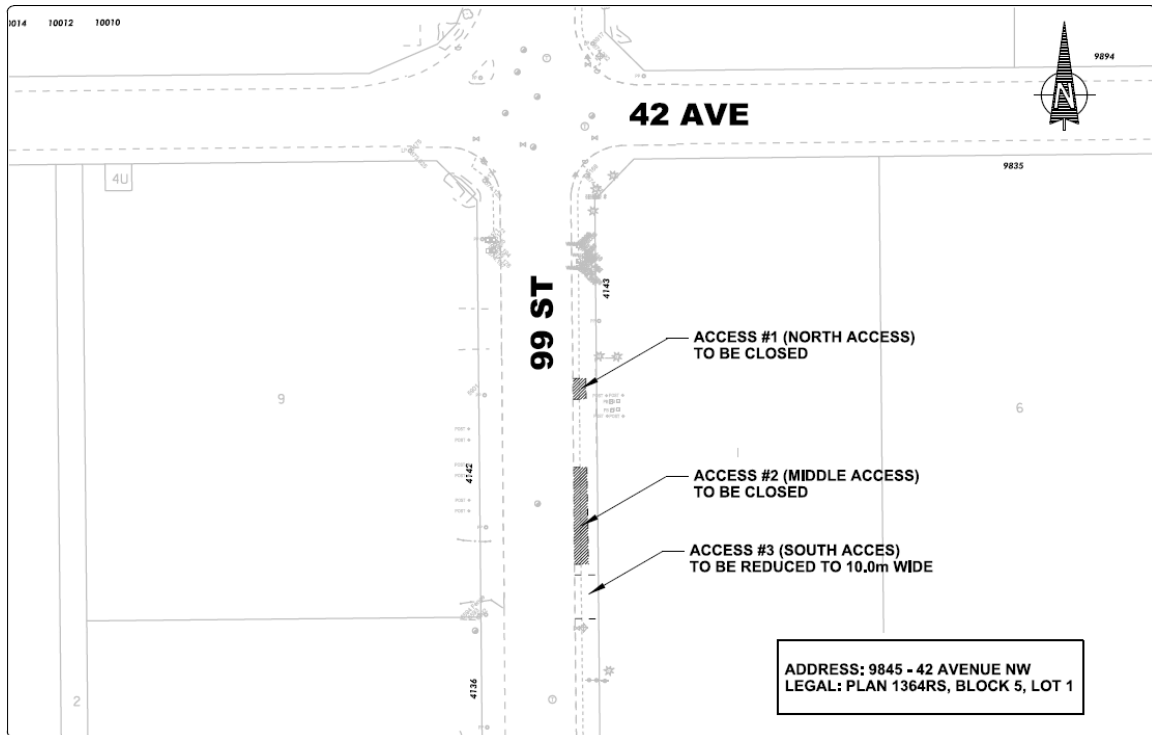 10014 10012 10010
9894
N
42 AVE
9835
4U
99 ST
4143
ACCESS #1 (NORTH ACCESS)
TO BE CLOSED
9
6
4142
ACCESS #2 (MIDDLE ACCESS)
TO BE CLOSED
ACCESS #3 (SOUTH ACCES)
TO BE REDUCED TO 10.0m WIDE
ADDRESS: 9845 - 42 AVENUE NW
LEGAL: PLAN 1364RS, BLOCK 5, LOT 1
4136
2